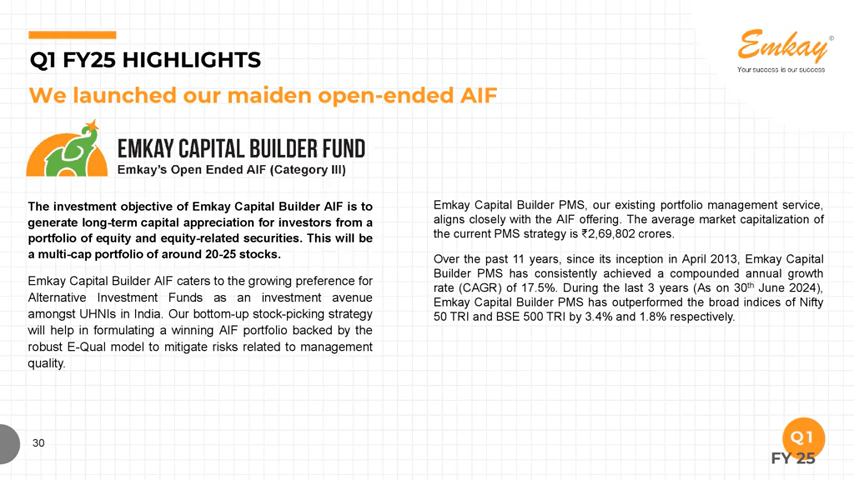 Q1 FY25 HIGHLIGHTS
We launched our maiden open-ended AIF
Emkay®
Your success is our success
EMKAY CAPITAL BUILDER FUND
Emkay's Open Ended AIF (Category III)
The investment objective of Emkay Capital Builder AIF is to
generate long-term capital appreciation for investors from a
portfolio of equity and equity-related securities. This will be
a multi-cap portfolio of around 20-25 stocks.
Emkay Capital Builder AIF caters to the growing preference for
Alternative Investment Funds as an investment avenue
amongst UHNIs in India. Our bottom-up stock-picking strategy
will help in formulating a winning AIF portfolio backed by the
robust E-Qual model to mitigate risks related to management
quality.
Emkay Capital Builder PMS, our existing portfolio management service,
aligns closely with the AIF offering. The average market capitalization of
the current PMS strategy is ₹2,69,802 crores.
Over the past 11 years, since its inception in April 2013, Emkay Capital
Builder PMS has consistently achieved a compounded annual growth
rate (CAGR) of 17.5%. During the last 3 years (As on 30th June 2024),
Emkay Capital Builder PMS has outperformed the broad indices of Nifty
50 TRI and BSE 500 TRI by 3.4% and 1.8% respectively.
30
Q1
FY 25